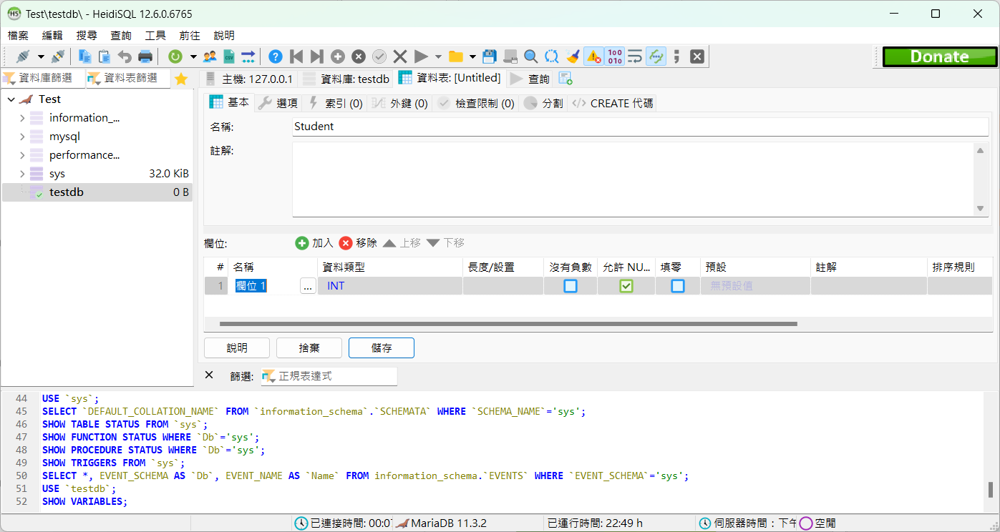 Test\testdb\ - HeidiSQL 12.6.0.6765
檔案 編輯 搜尋 查詢 工具 前往 說明
Donate
資料庫篩選 資料表篩選
主機: 127.0.0.1 資料庫: testdb 資料表: [Untitled] 查詢
Test
information_...
mysql
performance...
sys 32.0 KiB
testdb 0 B
基本 選項 索引 (0) 外鍵 (0) 檢查限制 (0) 分割 </> CREATE 代碼
名稱: Student
註解:
欄位: 加入 移除 上移 下移
# 名稱 資料類型 長度/設置 沒有負數 允許 NU... 填零 預設 註解 排序規則
1 欄位 1 ... INT 無預設值
說明 捨棄 儲存
篩選: 正規表達式
44 USE `sys`;
45 SELECT `DEFAULT_COLLATION_NAME` FROM `information_schema`.`SCHEMATA` WHERE `SCHEMA_NAME`='sys';
46 SHOW TABLE STATUS FROM `sys`;
47 SHOW FUNCTION STATUS WHERE `Db`='sys';
48 SHOW PROCEDURE STATUS WHERE `Db`='sys';
49 SHOW TRIGGERS FROM `sys`;
50 SELECT *, EVENT_SCHEMA AS `Db`, EVENT_NAME AS `Name` FROM information_schema.`EVENTS` WHERE `EVENT_SCHEMA`='sys';
51 USE `testdb`;
52 SHOW VARIABLES;
已連接時間: 00:0 MariaDB 11.3.2 已運行時間: 22:49 h 伺服器時間：下午 空閒